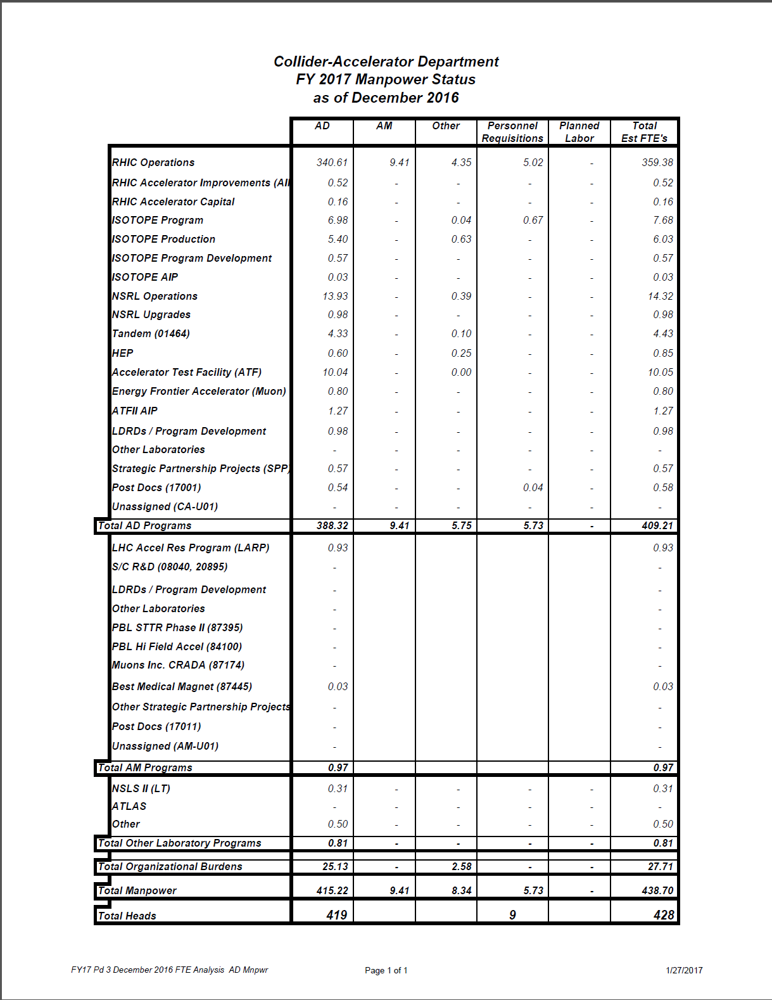 Collider-Accelerator Department
FY 2017 Manpower Status
as of December 2016
AD AM Other Personnel Requisitions Planned Labor Total Est FTE's
RHIC Operations 340.61 9.41 4.35 5.02 - 359.38
RHIC Accelerator Improvements (AI 0.52 - - - - 0.52
RHIC Accelerator Capital 0.16 - - - - 0.16
ISOTOPE Program 6.98 - 0.04 0.67 - 7.68
ISOTOPE Production 5.40 - 0.63 - - 6.03
ISOTOPE Program Development 0.57 - - - - 0.57
ISOTOPE AIP 0.03 - - - - 0.03
NSRL Operations 13.93 - 0.39 - - 14.32
NSRL Upgrades 0.98 - - - - 0.98
Tandem (01464) 4.33 - 0.10 - - 4.43
HEP 0.60 - 0.25 - - 0.85
Accelerator Test Facility (ATF) 10.04 - 0.00 - - 10.05
Energy Frontier Accelerator (Muon) 0.80 - - - - 0.80
ATFII AIP 1.27 - - - - 1.27
LDRDs / Program Development 0.98 - - - - 0.98
Other Laboratories - - - - - -
Strategic Partnership Projects (SPP) 0.57 - - - - 0.57
Post Docs (17001) 0.54 - - 0.04 - 0.58
Unassigned (CA-U01) - - - - - -
Total AD Programs 388.32 9.41 5.75 5.73 - 409.21
LHC Accel Res Program (LARP) 0.93 0.93
S/C R&D (08040, 20895) - -
LDRDs / Program Development - -
Other Laboratories - -
PBL STTR Phase II (87395) - -
PBL Hi Field Accel (84100) - -
Muons Inc. CRADA (87174) - -
Best Medical Magnet (87445) 0.03 0.03
Other Strategic Partnership Projects - -
Post Docs (17011) - -
Unassigned (AM-U01) - -
Total AM Programs 0.97 0.97
NSLS II (LT) 0.31 - - - - 0.31
ATLAS - - - - - -
Other 0.50 - - - - 0.50
Total Other Laboratory Programs 0.81 - - - - 0.81
Total Organizational Burdens 25.13 - 2.58 - - 27.71
Total Manpower 415.22 9.41 8.34 5.73 - 438.70
Total Heads 419 9 428
FY17 Pd 3 December 2016 FTE Analysis AD Mnpwr Page 1 of 1 1/27/2017